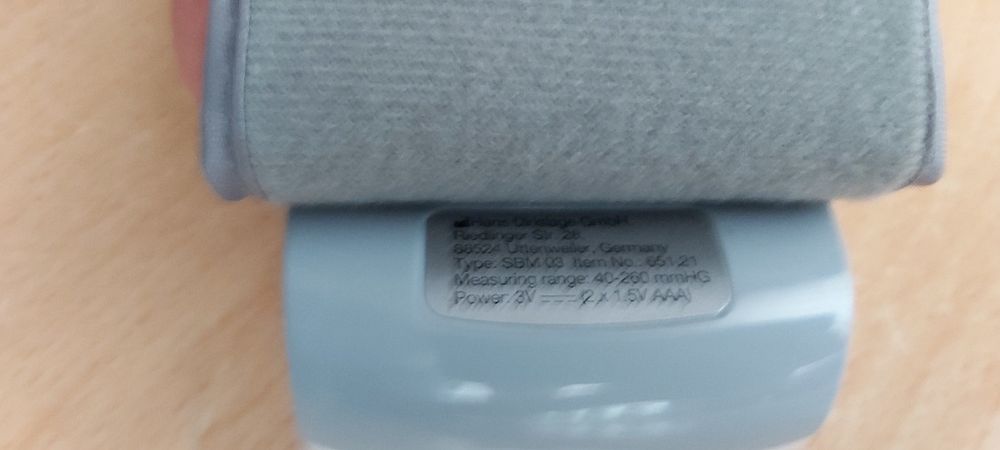 Hans Dinslage GmbH
Riedlinger Str. 28
88524 Uttenweiler, Germany
Type: SBM 03 Item No.: 651.21
Measuring range: 40-260 mmHG
Power: 3V (2 x 1.5V AAA)